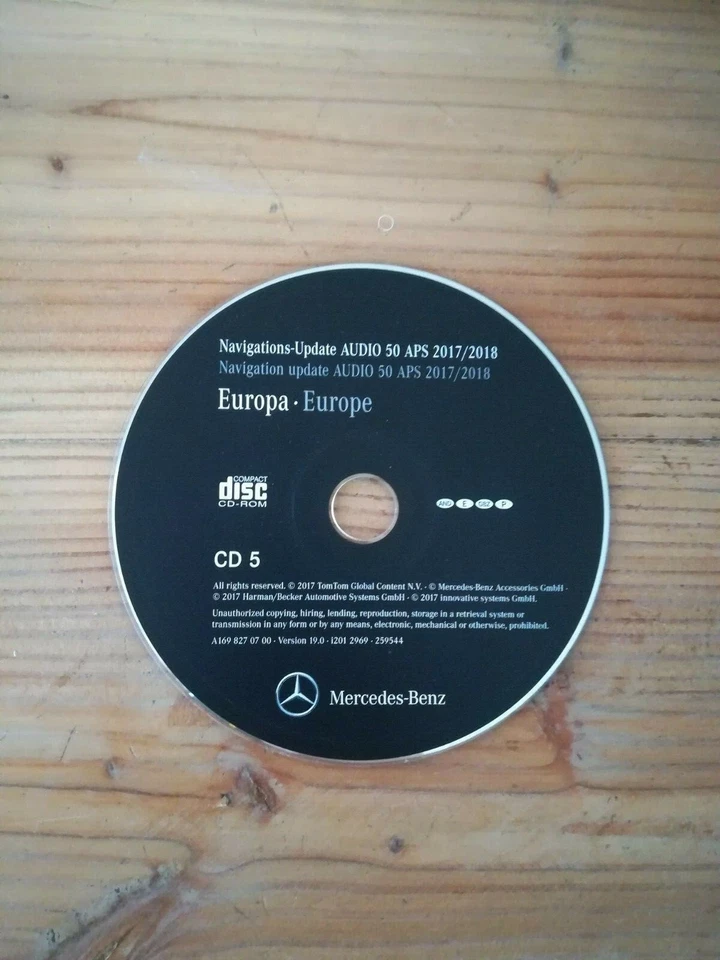 Navigations-Update AUDIO 50 APS 2017/2018
Navigation update AUDIO 50 APS 2017/2018
Europa · Europe
COMPACT
disc
CD-ROM
AND E GBZ P
CD 5
All rights reserved. © 2017 TomTom Global Content N.V. · © Mercedes-Benz Accessories GmbH ·
© 2017 Harman/Becker Automotive Systems GmbH · © 2017 innovative systems GmbH.
Unauthorized copying, hiring, lending, reproduction, storage in a retrieval system or
transmission in any form or by any means, electronic, mechanical or otherwise, prohibited.
A169 827 07 00 · Version 19.0 · i201 2969 · 259544
Mercedes-Benz